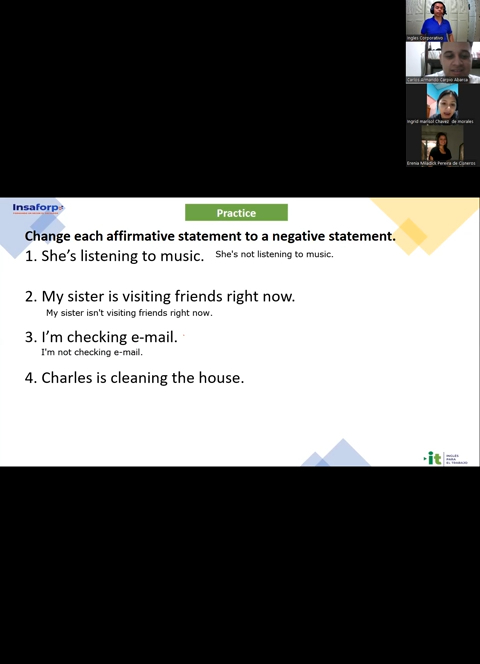 Ingles Corporativo
Carlos armando Carpio Abarca
Ingrid marisol Chavez de morales
Erenia Milagro Pereira de Cisneros
Insaforp
Practice
Change each affirmative statement to a negative statement.
1. She's listening to music. She's not listening to music.
2. My sister is visiting friends right now.
My sister isn't visiting friends right now.
3. I'm checking e-mail.
I'm not checking e-mail.
4. Charles is cleaning the house.
it INGLÉS
PARA
EL TRABAJO